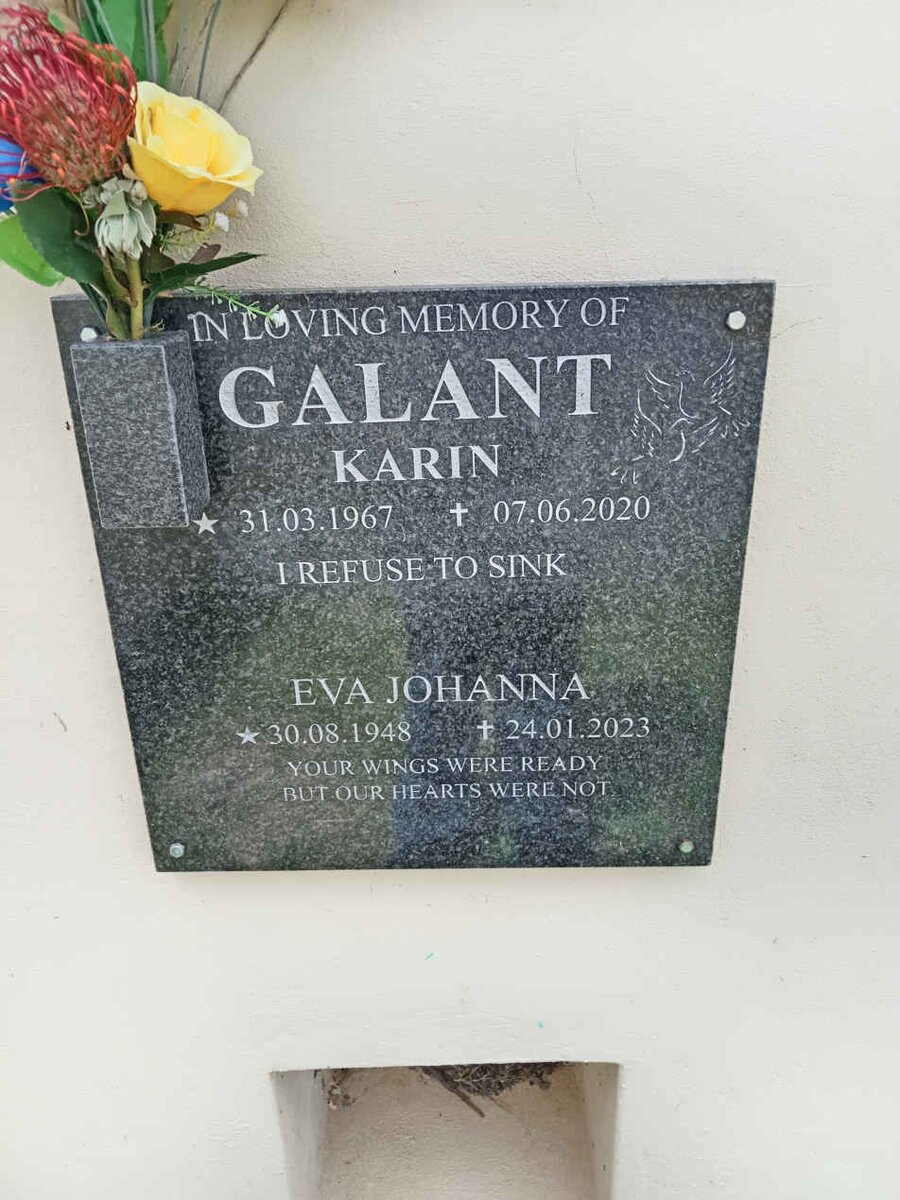 IN LOVING MEMORY OF
GALANT
KARIN
★ 31.03.1967 ✝ 07.06.2020
I REFUSE TO SINK
EVA JOHANNA
★ 30.08.1948 ✝ 24.01.2023
YOUR WINGS WERE READY
BUT OUR HEARTS WERE NOT